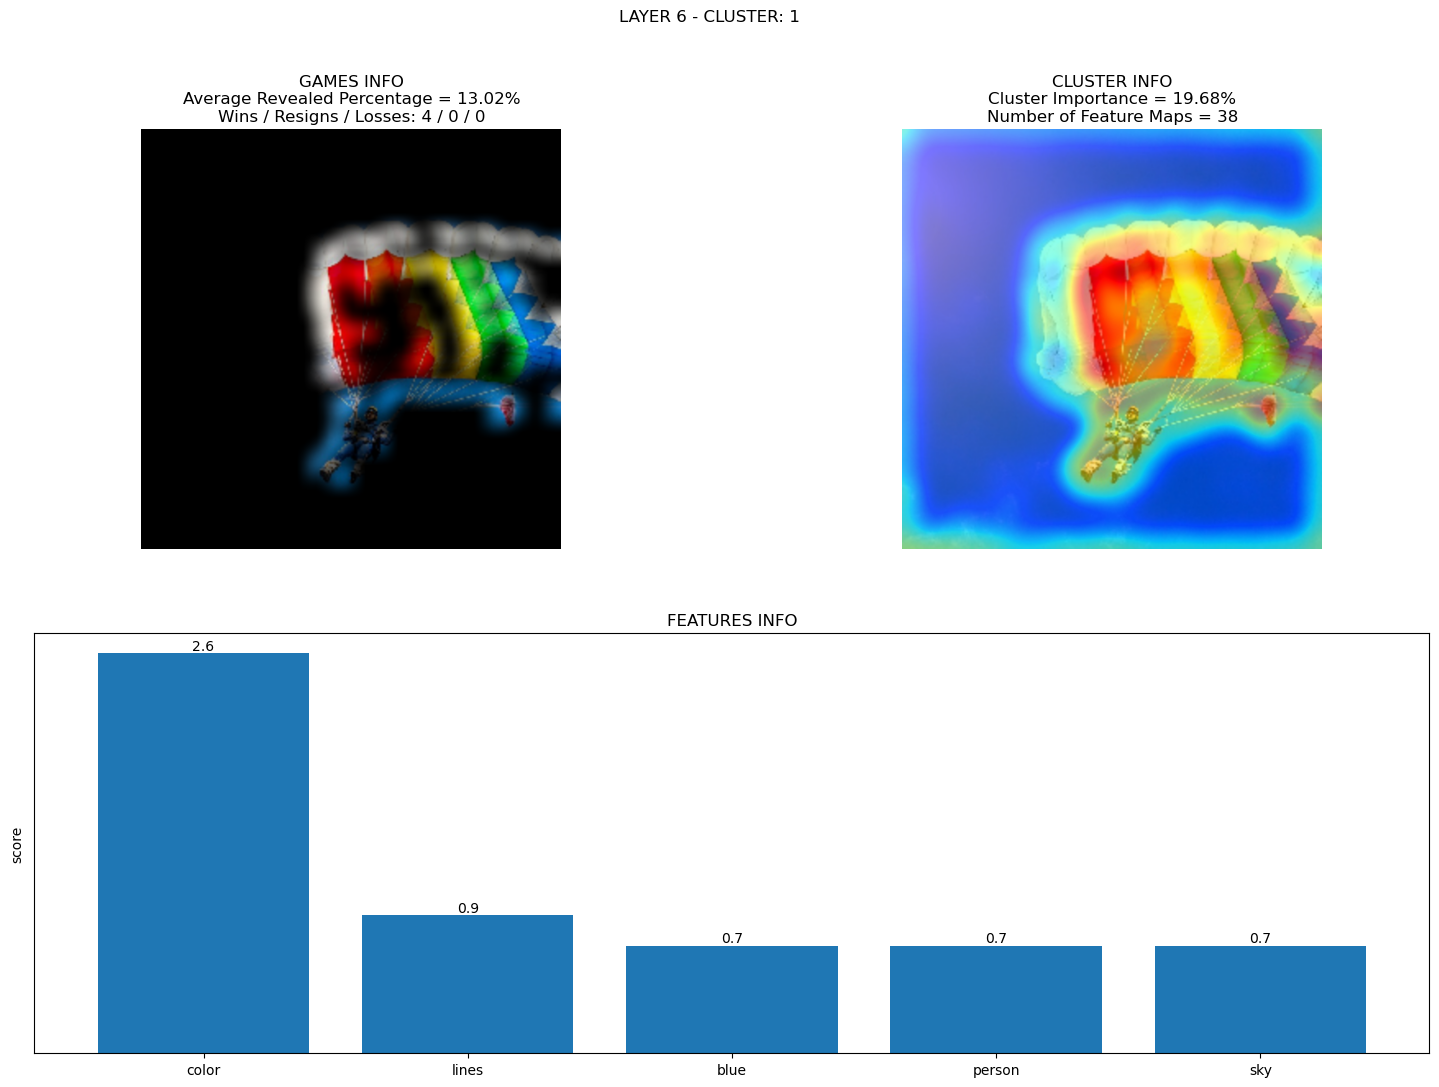 LAYER 6 - CLUSTER: 1
GAMES INFO
Average Revealed Percentage = 13.02%
Wins / Resigns / Losses: 4 / 0 / 0
CLUSTER INFO
Cluster Importance = 19.68%
Number of Feature Maps = 38
FEATURES INFO
score
2.6
0.9
0.7
0.7
0.7
color
lines
blue
person
sky